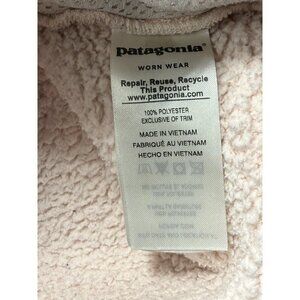 patagonia®
WORN WEAR
Repair, Reuse, Recycle
This Product
www.patagonia.com
100% POLYESTER
EXCLUSIVE OF TRIM
MADE IN VIETNAM
FABRIQUÉ AU VIETNAM
HECHO EN VIETNAM